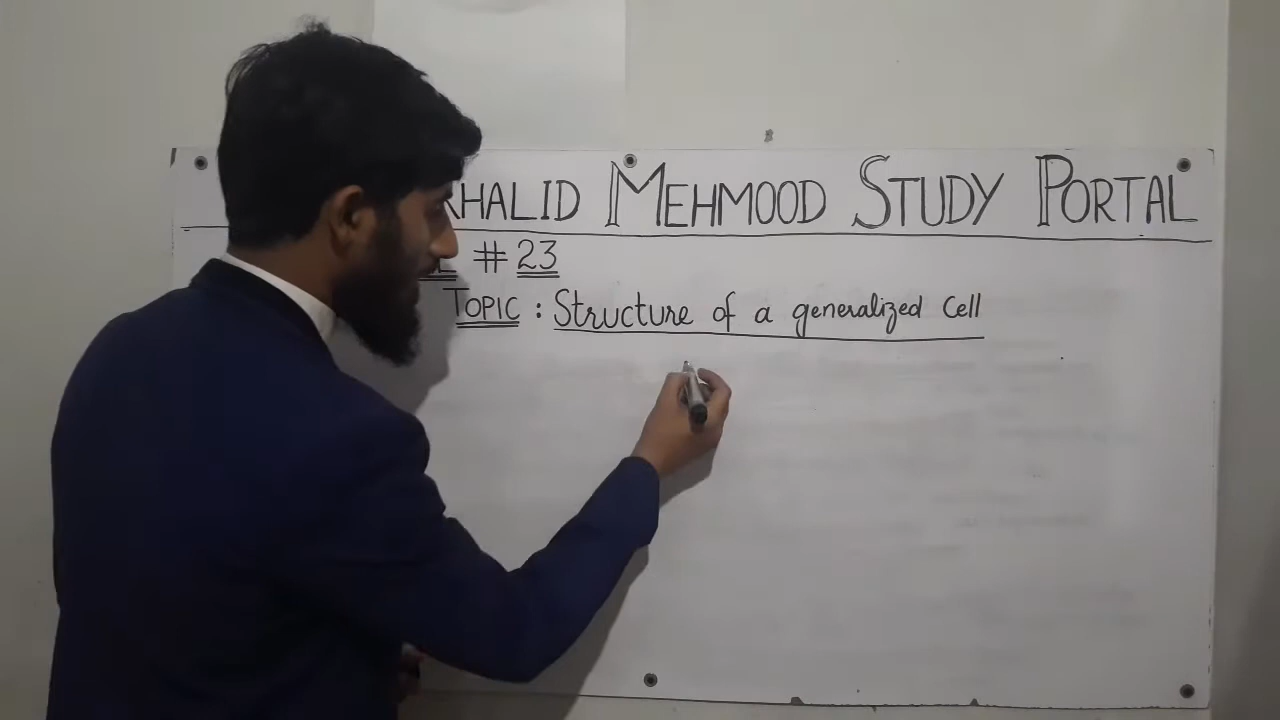 KHALID MEHMOOD STUDY PORTAL
# 23
TOPIC : Structure of a generalized Cell